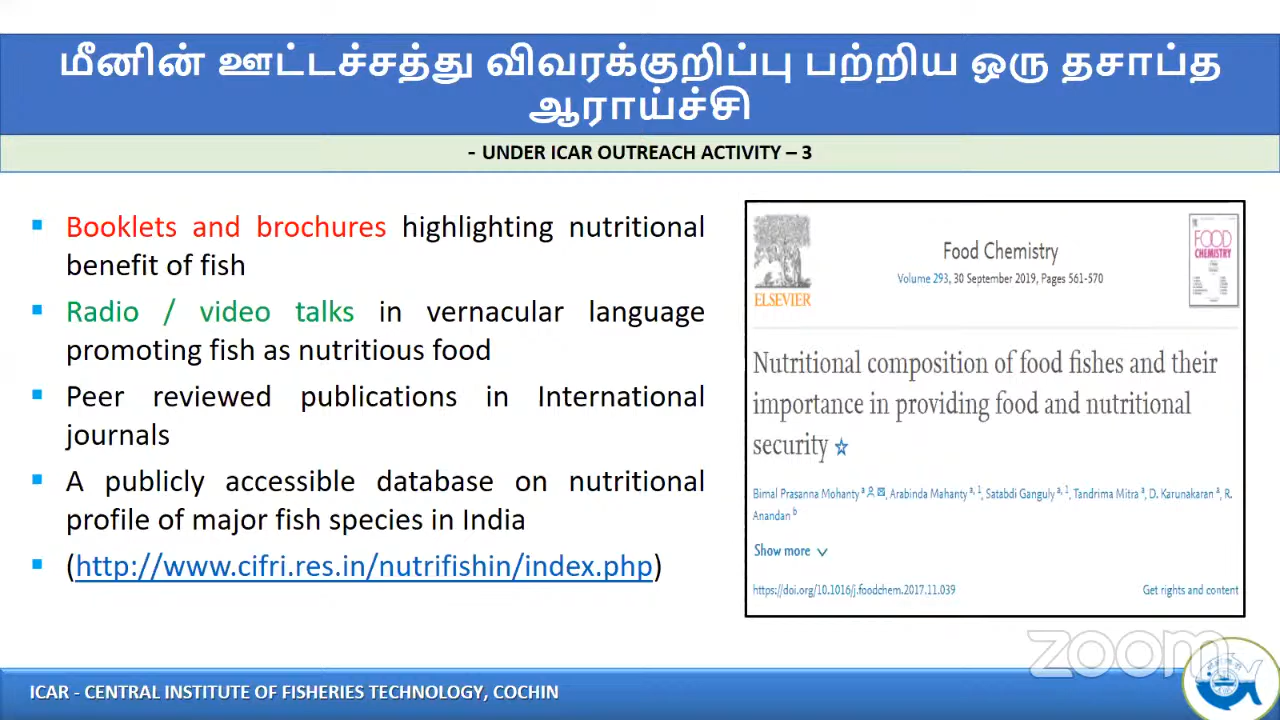 மீனின் ஊட்டச்சத்து விவரக்குறிப்பு பற்றிய ஒரு தசாப்த
ஆராய்ச்சி
- UNDER ICAR OUTREACH ACTIVITY – 3
▪ Booklets and brochures highlighting nutritional
benefit of fish
▪ Radio / video talks in vernacular language
promoting fish as nutritious food
▪ Peer reviewed publications in International
journals
▪ A publicly accessible database on nutritional
profile of major fish species in India
▪ (http://www.cifri.res.in/nutrifishin/index.php)
ELSEVIER
Food Chemistry
Volume 293, 30 September 2019, Pages 561-570
FOOD
CHEMISTRY
Nutritional composition of food fishes and their
importance in providing food and nutritional
security ☆
Bimal Prasanna Mohanty a, Arabinda Mahanty a, 1, Satabdi Ganguly a, 1, Tandrima Mitra a, D. Karunakaran a, R.
Anandan b
Show more
https://doi.org/10.1016/j.foodchem.2017.11.039 Get rights and content
zoom
ICAR - CENTRAL INSTITUTE OF FISHERIES TECHNOLOGY, COCHIN